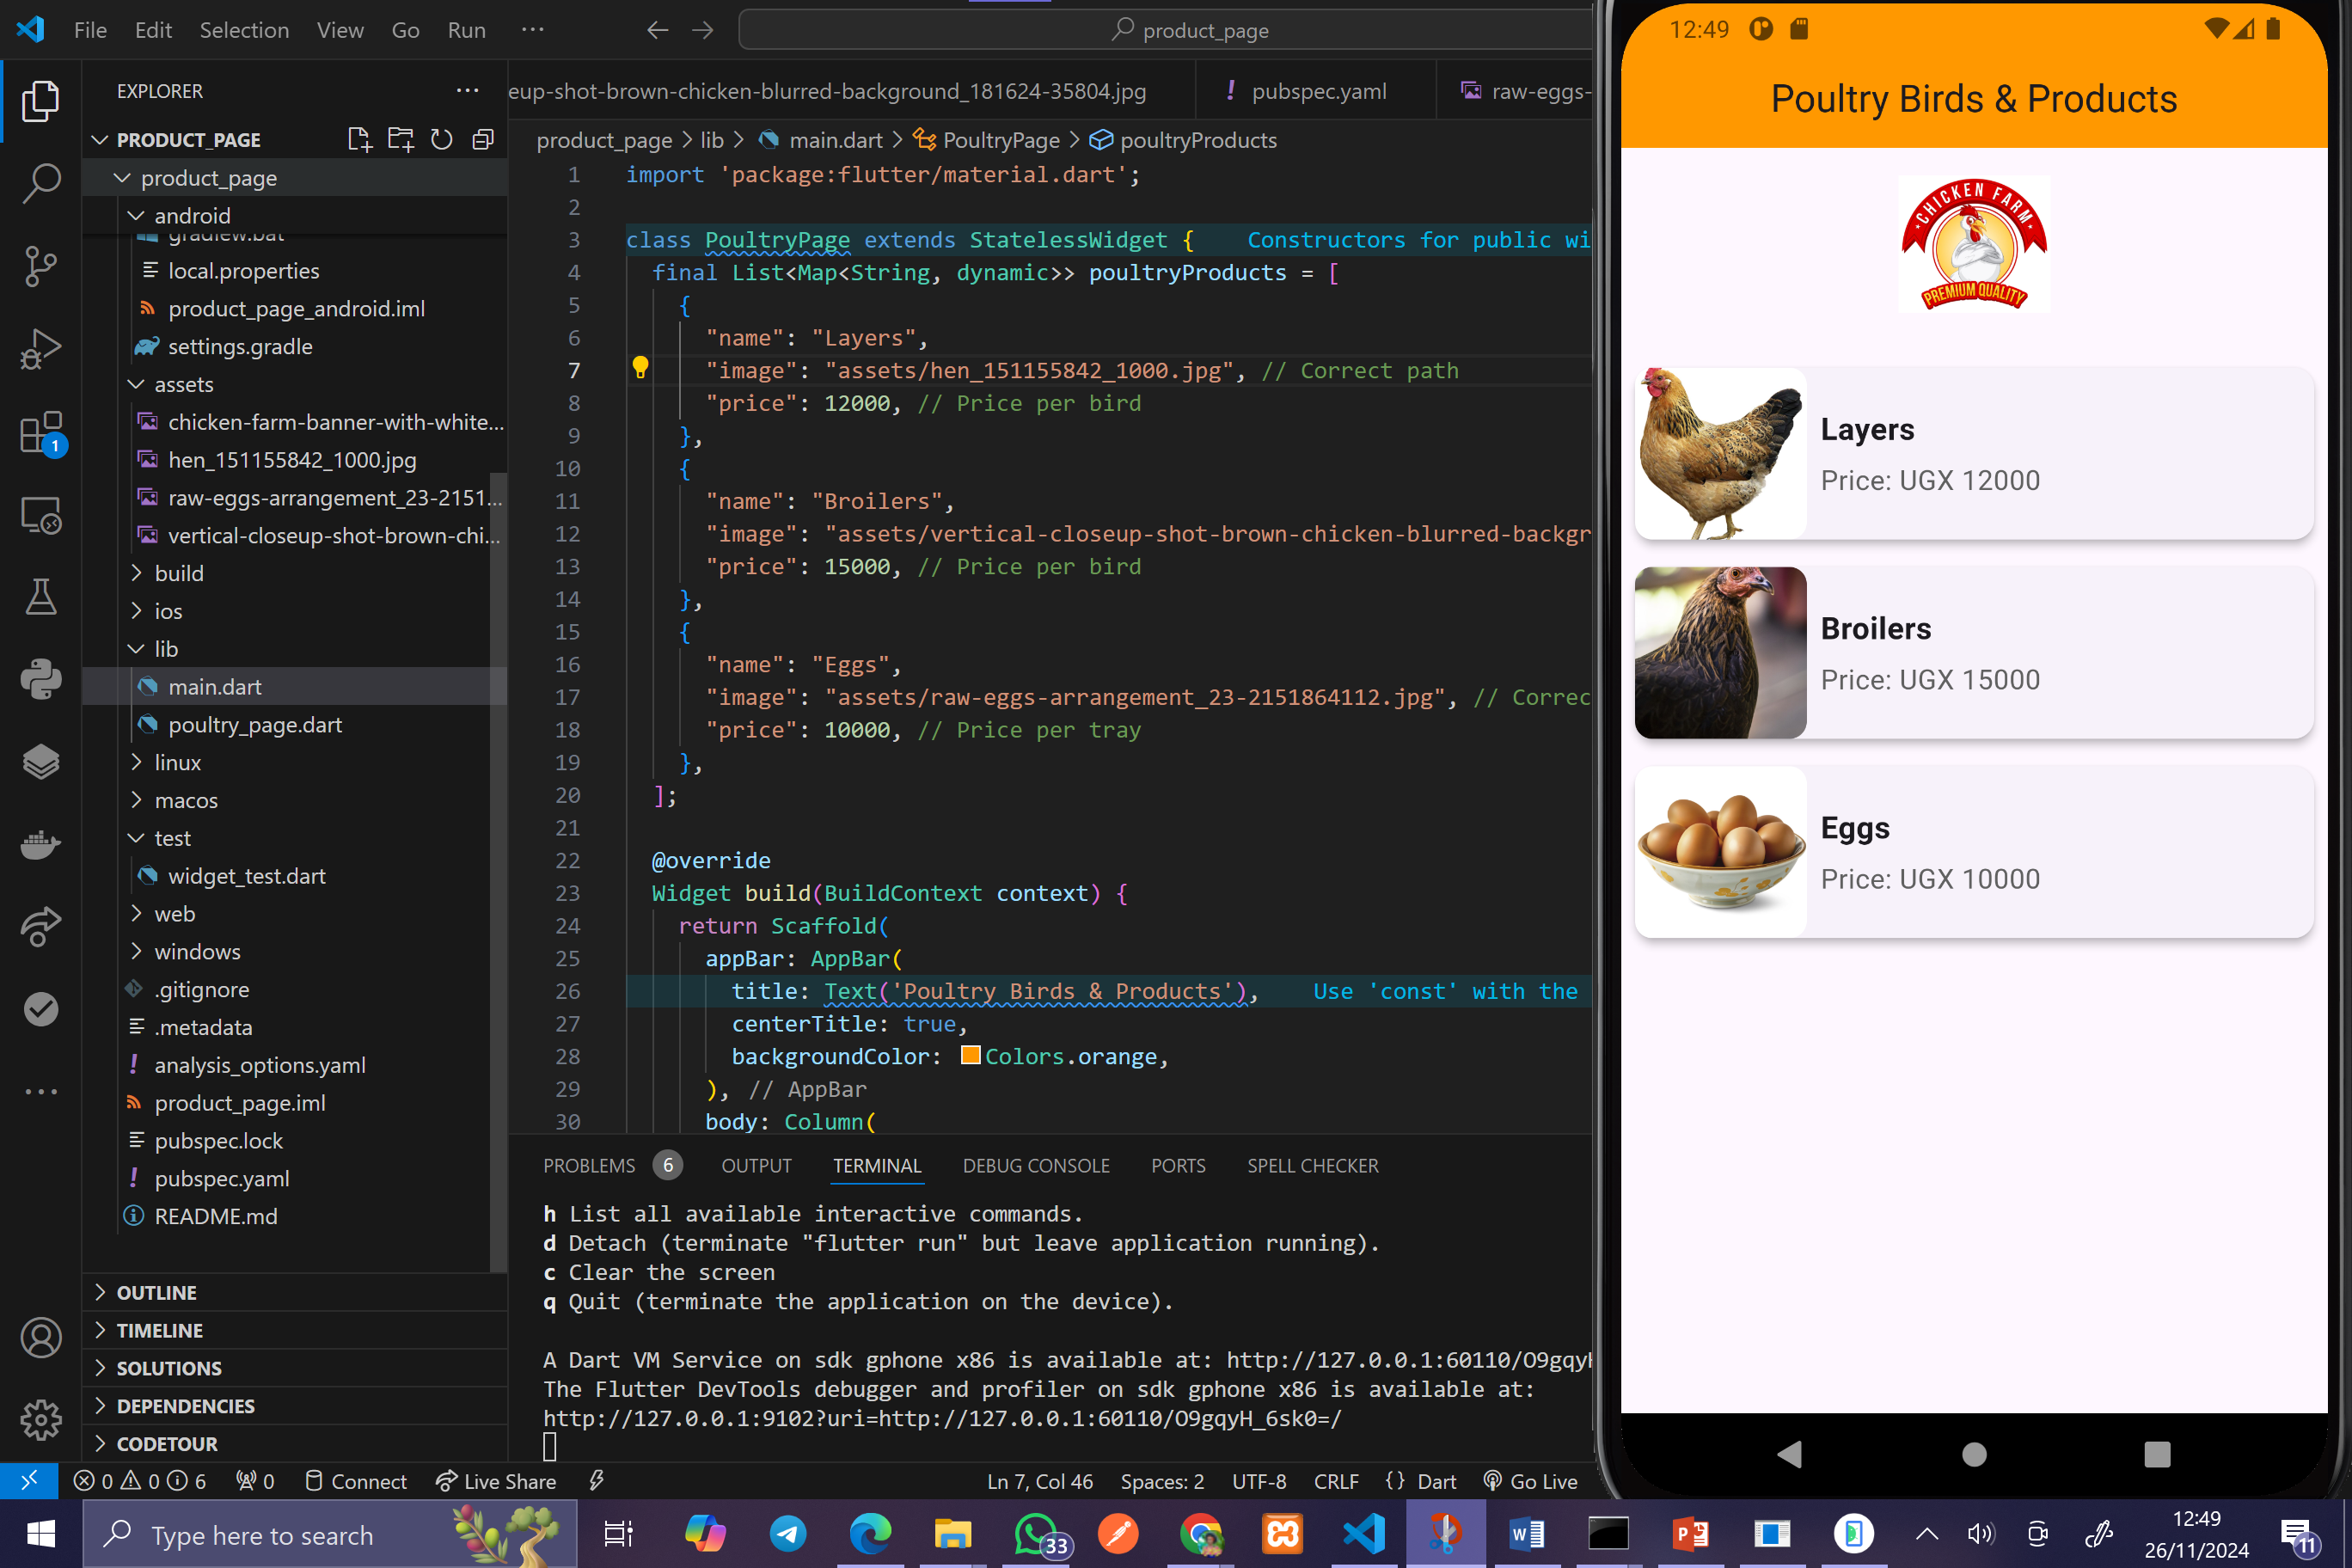 File Edit Selection View Go Run ···
product_page
EXPLORER ···
PRODUCT_PAGE
product_page
android
gradlew.bat
local.properties
product_page_android.iml
settings.gradle
assets
chicken-farm-banner-with-white...
hen_151155842_1000.jpg
raw-eggs-arrangement_23-2151...
vertical-closeup-shot-brown-chi...
build
ios
lib
main.dart
poultry_page.dart
linux
macos
test
widget_test.dart
web
windows
.gitignore
.metadata
analysis_options.yaml
product_page.iml
pubspec.lock
pubspec.yaml
README.md
OUTLINE
TIMELINE
SOLUTIONS
DEPENDENCIES
CODETOUR
1
eup-shot-brown-chicken-blurred-background_181624-35804.jpg ! pubspec.yaml raw-eggs-
product_page > lib > main.dart > PoultryPage > poultryProducts
1 import 'package:flutter/material.dart';
2
3 class PoultryPage extends StatelessWidget { Constructors for public wi
4 final List<Map<String, dynamic>> poultryProducts = [
5 {
6 "name": "Layers",
7 "image": "assets/hen_151155842_1000.jpg", // Correct path
8 "price": 12000, // Price per bird
9 },
10 {
11 "name": "Broilers",
12 "image": "assets/vertical-closeup-shot-brown-chicken-blurred-backgr
13 "price": 15000, // Price per bird
14 },
15 {
16 "name": "Eggs",
17 "image": "assets/raw-eggs-arrangement_23-2151864112.jpg", // Correc
18 "price": 10000, // Price per tray
19 },
20 ];
21
22 @override
23 Widget build(BuildContext context) {
24 return Scaffold(
25 appBar: AppBar(
26 title: Text('Poultry Birds & Products'), Use 'const' with the
27 centerTitle: true,
28 backgroundColor: Colors.orange,
29 ), // AppBar
30 body: Column(
PROBLEMS 6 OUTPUT TERMINAL DEBUG CONSOLE PORTS SPELL CHECKER
h List all available interactive commands.
d Detach (terminate "flutter run" but leave application running).
c Clear the screen
q Quit (terminate the application on the device).
A Dart VM Service on sdk gphone x86 is available at: http://127.0.0.1:60110/O9gqyH
The Flutter DevTools debugger and profiler on sdk gphone x86 is available at:
http://127.0.0.1:9102?uri=http://127.0.0.1:60110/O9gqyH_6sk0=/
0 0 6 0 Connect Live Share Ln 7, Col 46 Spaces: 2 UTF-8 CRLF {} Dart Go Live
12:49
Poultry Birds & Products
CHICKEN FARM
PREMIUM QUALITY
Layers
Price: UGX 12000
Broilers
Price: UGX 15000
Eggs
Price: UGX 10000
Type here to search
33
12:49
26/11/2024
11